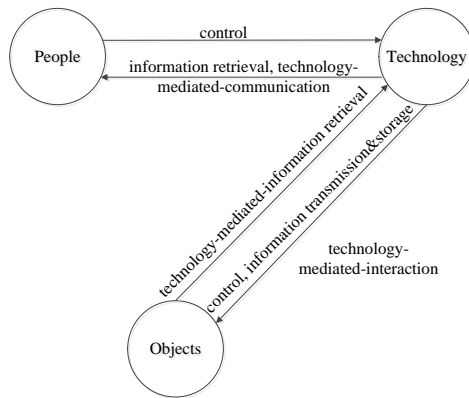 control
People
Technology
information retrieval, technology-
mediated-communication
technology-mediated-information retrieval
control, information transmission&storage
technology-
mediated-interaction
Objects